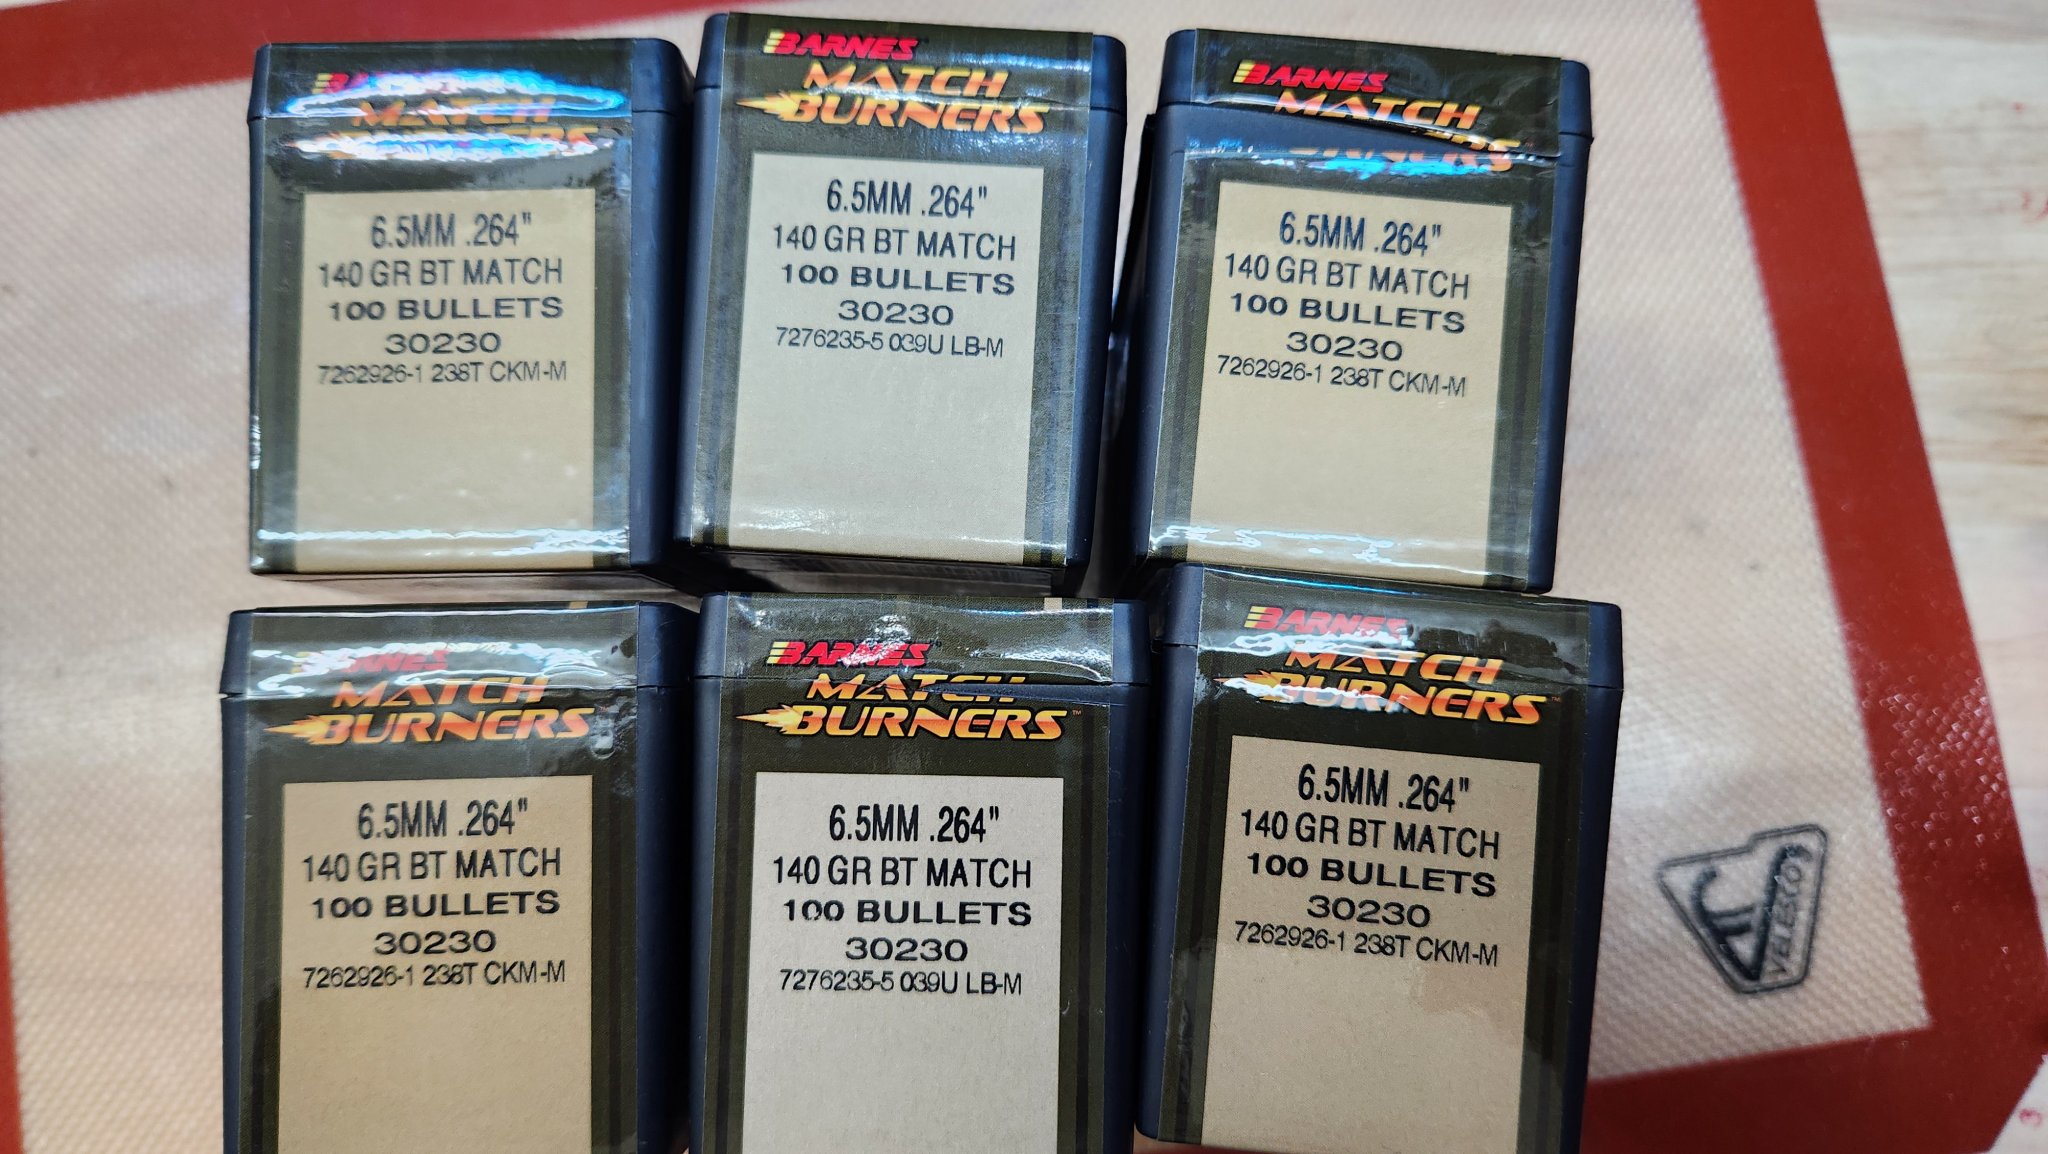 BARNES
MATCH
BURNERS
6.5MM .264"
140 GR BT MATCH
100 BULLETS
30230
7262926-1 238T CKM-M
BARNES
MATCH
BURNERS
6.5MM .264"
140 GR BT MATCH
100 BULLETS
30230
7276235-5 039U LB-M
BARNES
MATCH
BURNERS
6.5MM .264"
140 GR BT MATCH
100 BULLETS
30230
7262926-1 238T CKM-M
BARNES
MATCH
BURNERS
6.5MM .264"
140 GR BT MATCH
100 BULLETS
30230
7262926-1 238T CKM-M
BARNES
MATCH
BURNERS™
6.5MM .264"
140 GR BT MATCH
100 BULLETS
30230
7276235-5 039U LB-M
BARNES
MATCH
BURNERS™
6.5MM .264"
140 GR BT MATCH
100 BULLETS
30230
7262926-1 238T CKM-M
VELESCO